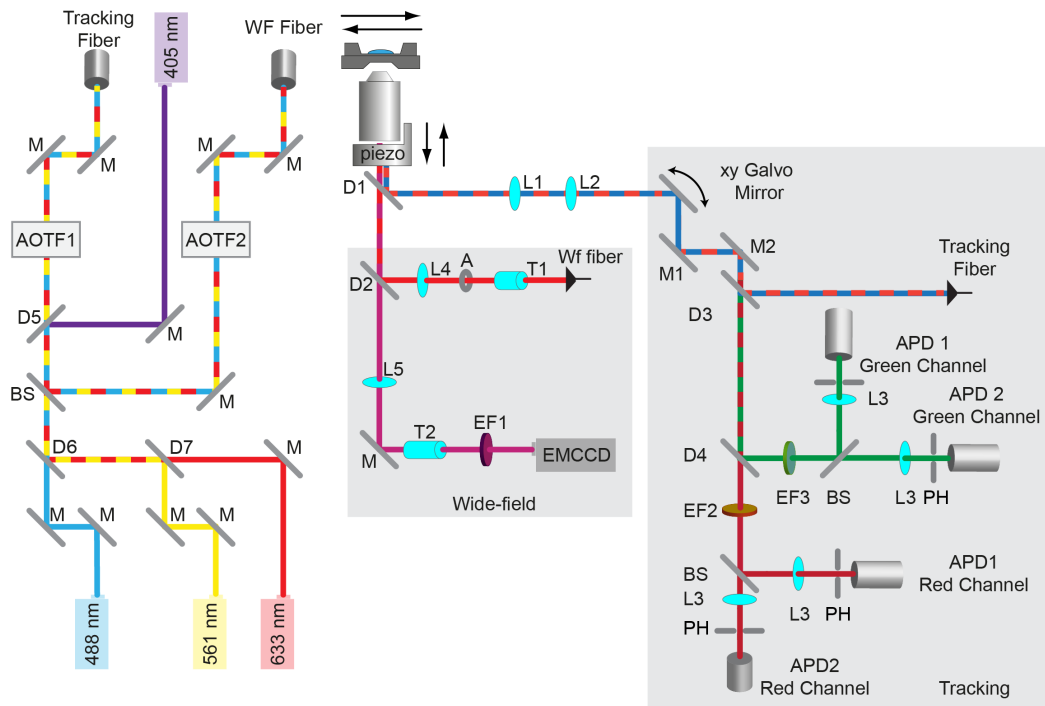 Tracking
Fiber
405 nm
WF Fiber
M
M
M
M
AOTF1
AOTF2
D5
M
BS
M
D6
D7
M
M
M
M
M
488 nm
561 nm
633 nm
piezo
D1
L1
L2
xy Galvo
Mirror
M1
M2
D3
Tracking
Fiber
D2
L4
A
T1
Wf fiber
L5
M
T2
EF1
EMCCD
Wide-field
APD 1
Green Channel
L3
APD 2
Green Channel
D4
EF3
BS
L3
PH
EF2
BS
L3
L3
PH
APD1
Red Channel
PH
APD2
Red Channel
Tracking